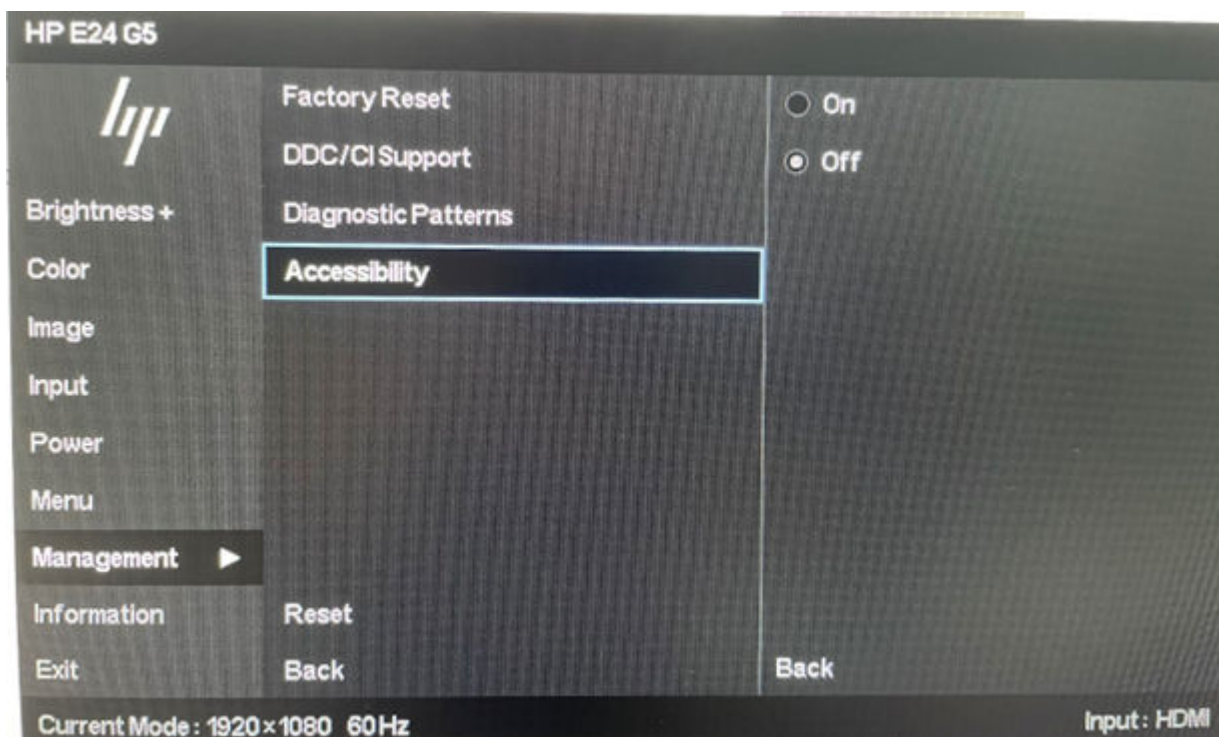 HP E24 G5
hp
Factory Reset
On
DDC/CI Support
Off
Brightness +
Diagnostic Patterns
Color
Accessibility
Image
Input
Power
Menu
Management
Information
Reset
Exit
Back
Back
Current Mode: 1920×1080 60Hz
Input: HDMI